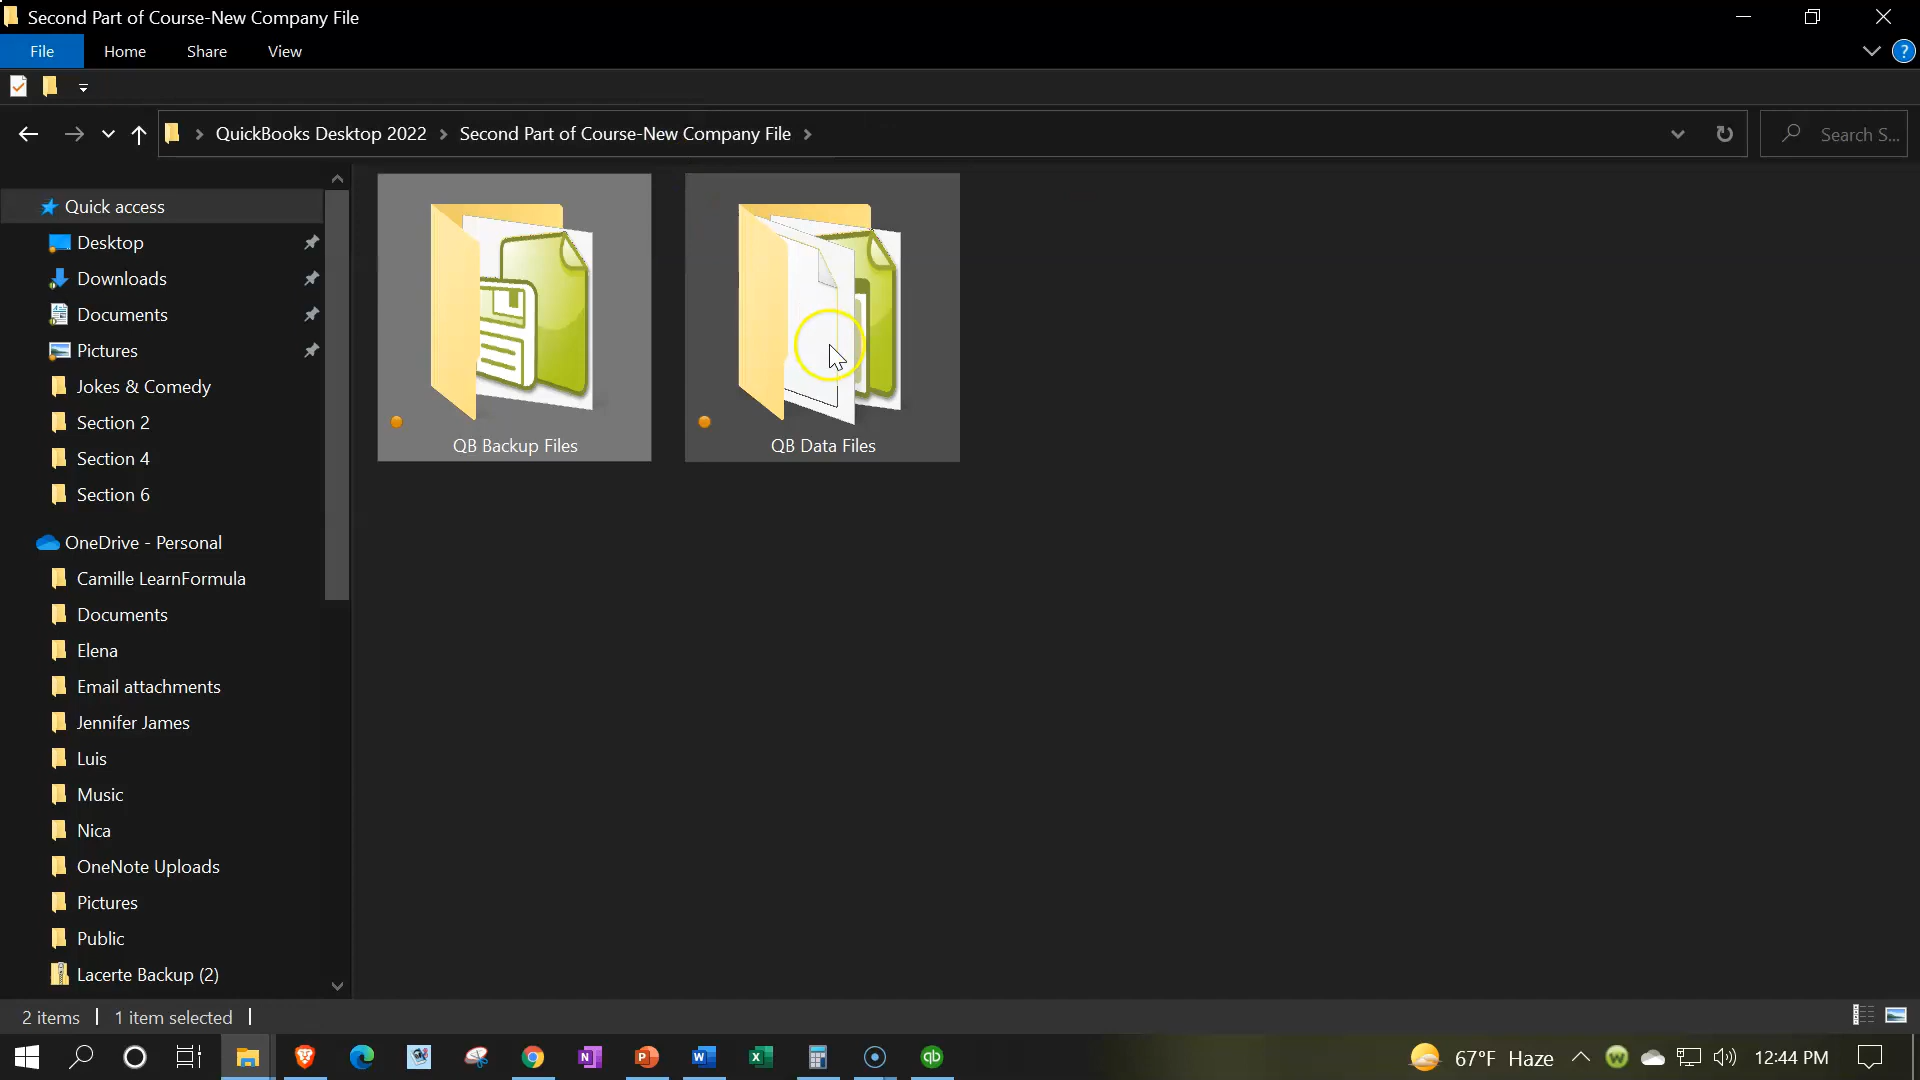 Second Part of Course-New Company File
File Home Share View
QuickBooks Desktop 2022 Second Part of Course-New Company File
Search S...
Quick access
Desktop
Downloads
Documents
Pictures
Jokes & Comedy
Section 2
Section 4
Section 6
OneDrive - Personal
Camille LearnFormula
Documents
Elena
Email attachments
Jennifer James
Luis
Music
Nica
OneNote Uploads
Pictures
Public
Lacerte Backup (2)
QB Backup Files
QB Data Files
2 items 1 item selected
67°F Haze
12:44 PM